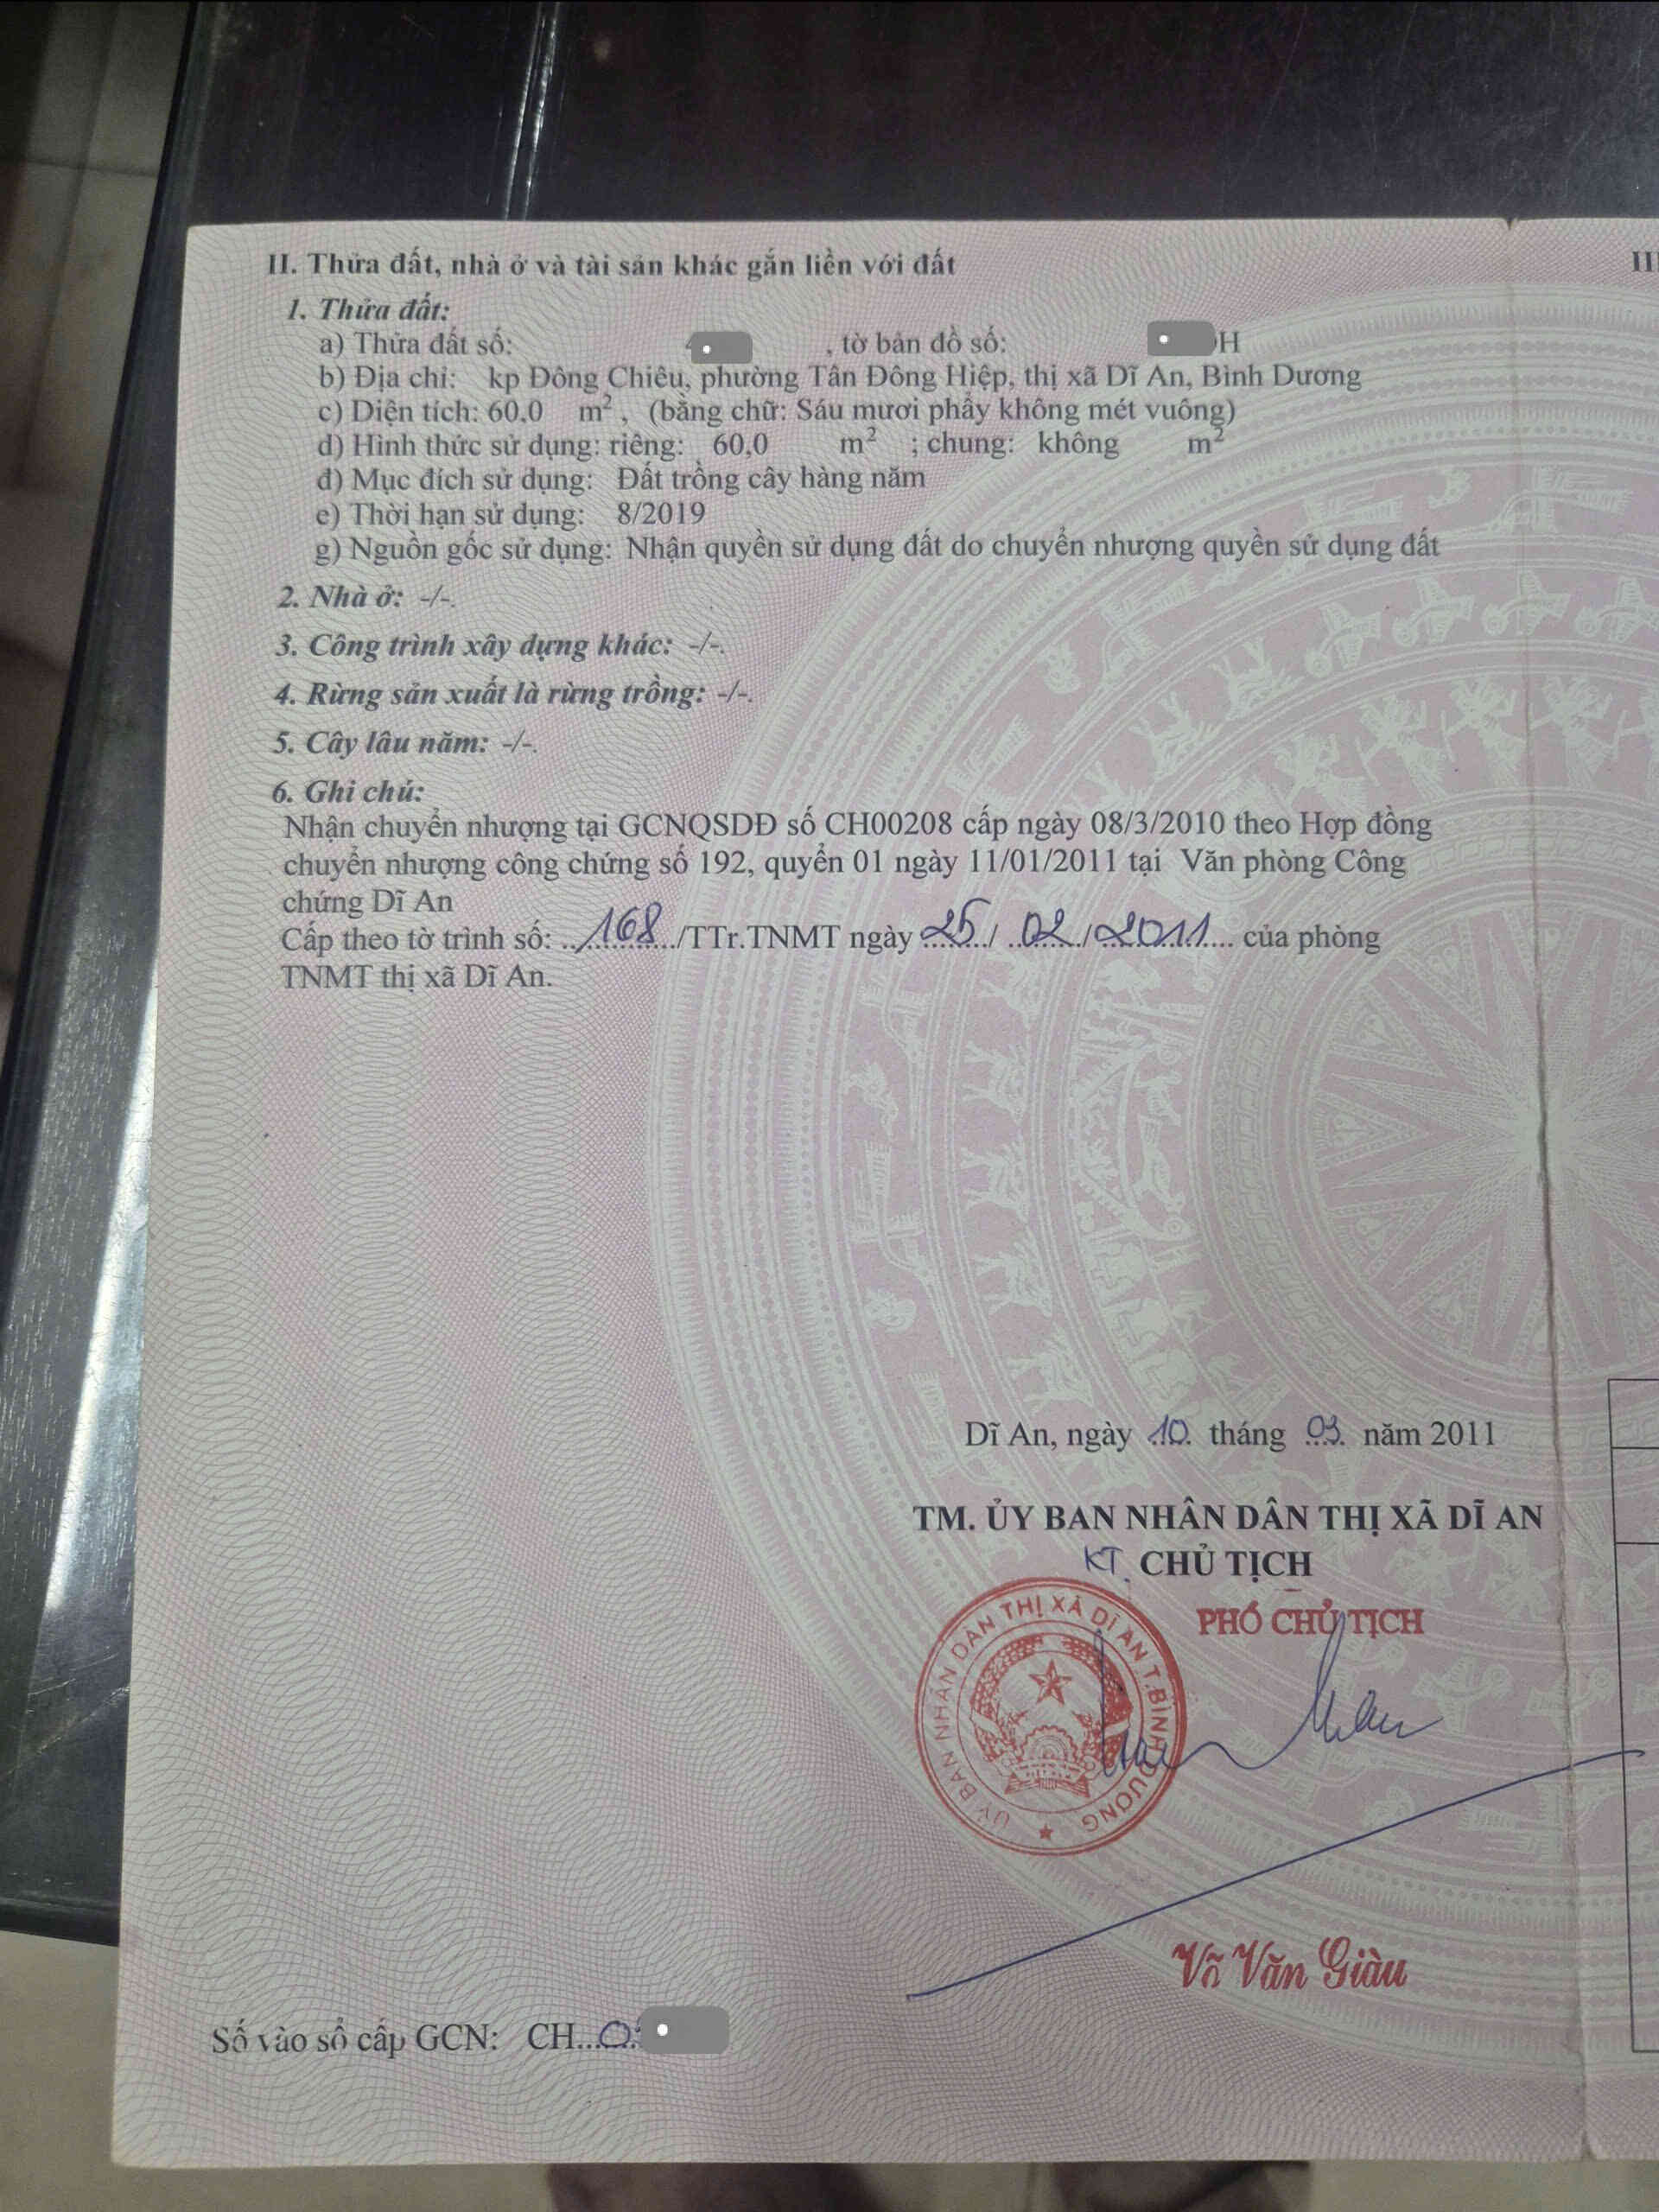 II. Thửa đất, nhà ở và tài sản khác gắn liền với đất
III
1. Thửa đất:
a) Thửa đất số: , tờ bản đồ số: H
b) Địa chỉ: kp Đông Chiêu, phường Tân Đông Hiệp, thị xã Dĩ An, Bình Dương
c) Diện tích: 60.0 m², (bằng chữ: Sáu mươi phẩy không mét vuông)
d) Hình thức sử dụng: riêng: 60,0 m² ; chung: không m²
đ) Mục đích sử dụng: Đất trồng cây hàng năm
e) Thời hạn sử dụng: 8/2019
g) Nguồn gốc sử dụng: Nhận quyền sử dụng đất do chuyển nhượng quyền sử dụng đất
2. Nhà ở: -/-.
3. Công trình xây dựng khác: -/-.
4. Rừng sản xuất là rừng trồng: -/-.
5. Cây lâu năm: -/-.
6. Ghi chú:
Nhận chuyển nhượng tại GCNQSDĐ số CH00208 cấp ngày 08/3/2010 theo Hợp đồng
chuyển nhượng công chứng số 192, quyển 01 ngày 11/01/2011 tại Văn phòng Công
chứng Dĩ An
Cấp theo tờ trình số: ..168../TTr.TNMT ngày 25/ 02/2011.... của phòng
TNMT thị xã Dĩ An.
Dĩ An, ngày 10 tháng 03 năm 2011
TM. ỦY BAN NHÂN DÂN THỊ XÃ DĨ AN
KT. CHỦ TỊCH
PHÓ CHỦ TỊCH
ỦY BAN NHÂN DÂN THỊ XÃ DĨ AN T.BÌNH DƯƠNG
Võ Văn Giàu
Số vào sổ cấp GCN: CH...0